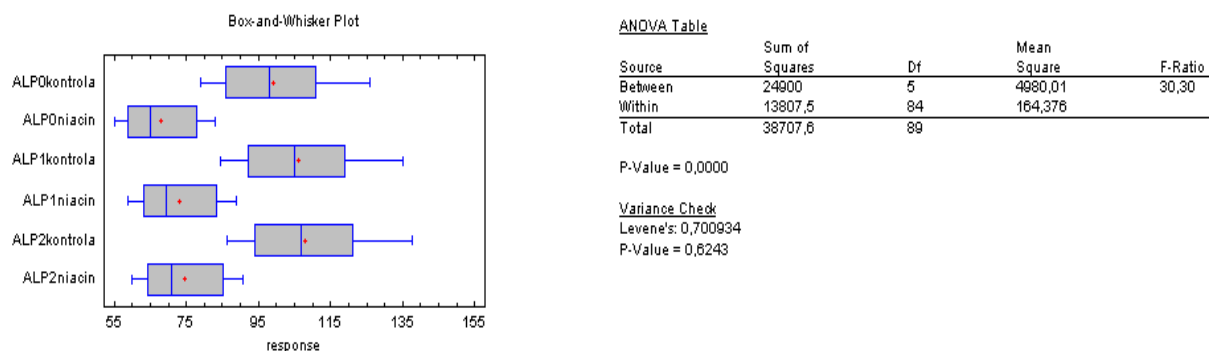 Box-and-Whisker Plot
ALP0kontrola
ALP0niacin
ALP1kontrola
ALP1niacin
ALP2kontrola
ALP2niacin
55 75 95 115 135 155
response
ANOVA Table
Sum of Mean
Source Squares Df Square F-Ratio
Between 24900 5 4980,01 30,30
Within 13807,5 84 164,376
Total 38707,6 89
P-Value = 0,0000
Variance Check
Levene's: 0,700934
P-Value = 0,6243